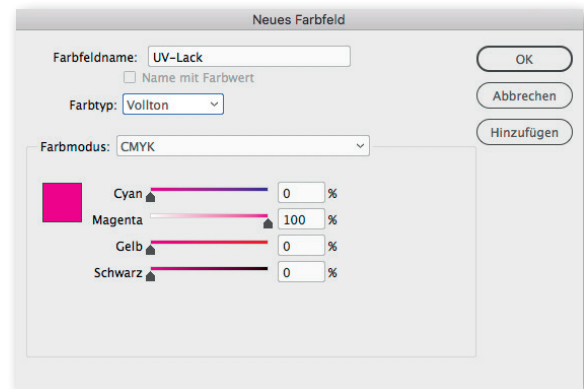 Neues Farbfeld
Farbfeldname: UV-Lack
Name mit Farbwert
Farbtyp: Vollton
OK
Abbrechen
Hinzufügen
Farbmodus: CMYK
Cyan 0 %
Magenta 100 %
Gelb 0 %
Schwarz 0 %